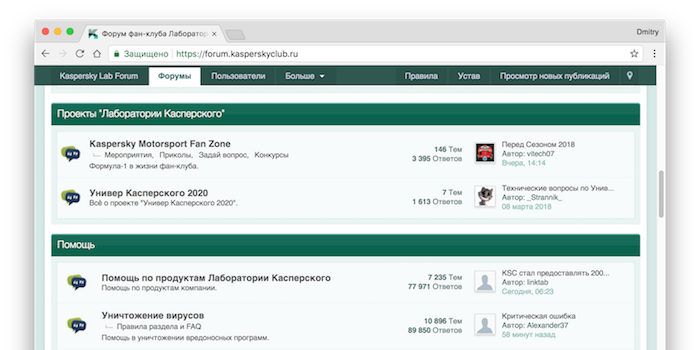 Форум фан-клуба Лаборатор
Dmitry
Защищено
https://forum.kasperskyclub.ru
Kaspersky Lab Forum
Форумы
Пользователи
Больше
Правила
Устав
Просмотр новых публикаций
Проекты "Лаборатории Касперского"
Kaspersky Motorsport Fan Zone
Мероприятия, Приколы, Задай вопрос, Конкурсы
Формула-1 в жизни фан-клуба.
146 Тем
3 395 Ответов
Перед Сезоном 2018
Автор: vitech07
Вчера, 14:14
Универ Касперского 2020
Всё о проекте "Универ Касперского 2020".
7 Тем
1 613 Ответов
Технические вопросы по Унив...
Автор: _Strannik_
08 марта 2018
Помощь
Помощь по продуктам Лаборатории Касперского
Помощь по продуктам компании.
7 235 Тем
77 971 Ответов
KSC стал предоставлять 200...
Автор: linktab
Сегодня, 06:23
Уничтожение вирусов
Правила раздела и FAQ
Помощь в уничтожении вредоносных программ.
10 896 Тем
89 850 Ответов
Критическая ошибка
Автор: Alexander37
58 минут назад